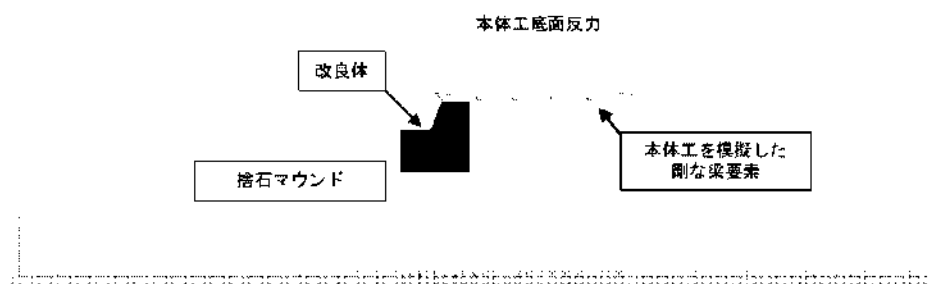 本体工底面反力
改良体
本体工を模擬した
剛な梁要素
捨石マウンド